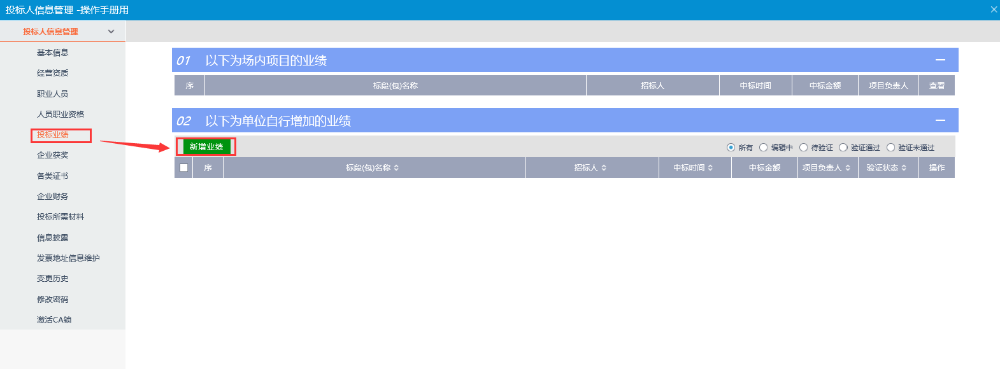 投标人信息管理 -操作手册用
投标人信息管理
基本信息
经营资质
职业人员
人员职业资格
投标业绩
企业获奖
各类证书
企业财务
投标所需材料
信息披露
发票地址信息维护
变更历史
修改密码
激活CA锁
01 以下为场内项目的业绩
序 标段(包)名称 招标人 中标时间 中标金额 项目负责人 查看
02 以下为单位自行增加的业绩
新增业绩 所有 编辑中 待验证 验证通过 验证未通过
序 标段(包)名称 招标人 中标时间 中标金额 项目负责人 验证状态 操作